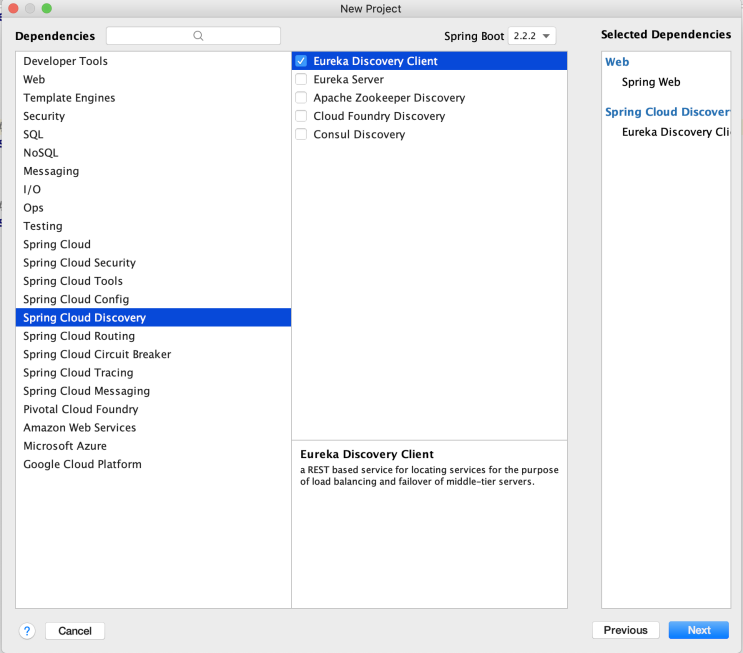 New Project
Dependencies
Spring Boot 2.2.2
Selected Dependencies
Developer Tools
Web
Template Engines
Security
SQL
NoSQL
Messaging
I/O
Ops
Testing
Spring Cloud
Spring Cloud Security
Spring Cloud Tools
Spring Cloud Config
Spring Cloud Discovery
Spring Cloud Routing
Spring Cloud Circuit Breaker
Spring Cloud Tracing
Spring Cloud Messaging
Pivotal Cloud Foundry
Amazon Web Services
Microsoft Azure
Google Cloud Platform
Eureka Discovery Client
Eureka Server
Apache Zookeeper Discovery
Cloud Foundry Discovery
Consul Discovery
Eureka Discovery Client
a REST based service for locating services for the purpose
of load balancing and failover of middle-tier servers.
Web
Spring Web
Spring Cloud Discover
Eureka Discovery Cli
?
Cancel
Previous
Next